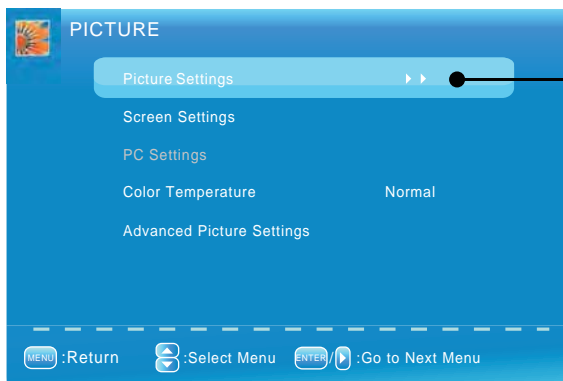 PICTURE
Picture Settings
Screen Settings
PC Settings
Color Temperature Normal
Advanced Picture Settings
MENU :Return :Select Menu ENTER / :Go to Next Menu